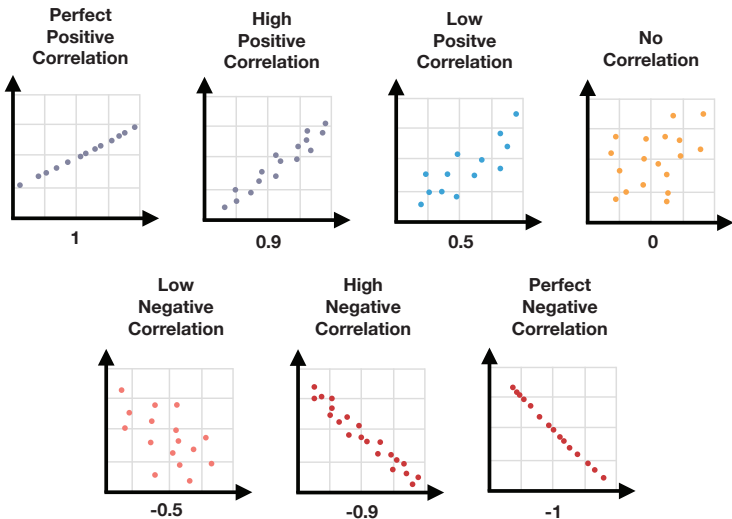 Perfect
Positive
Correlation
High
Positive
Correlation
Low
Positve
Correlation
No
Correlation
1
0.9
0.5
0
Low
Negative
Correlation
High
Negative
Correlation
Perfect
Negative
Correlation
-0.5
-0.9
-1